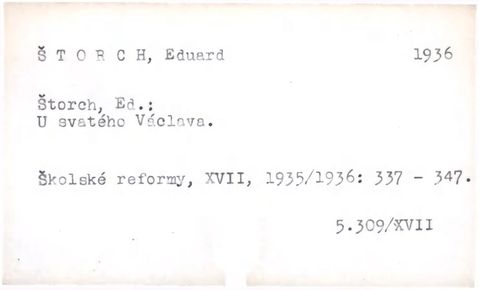 Š T O R C H, Eduard 1936
Štorch, Ed.;
U svatého Václava.
Školské reformy, XVII, 1935/1936: 337 - 347.
5.309/XVII